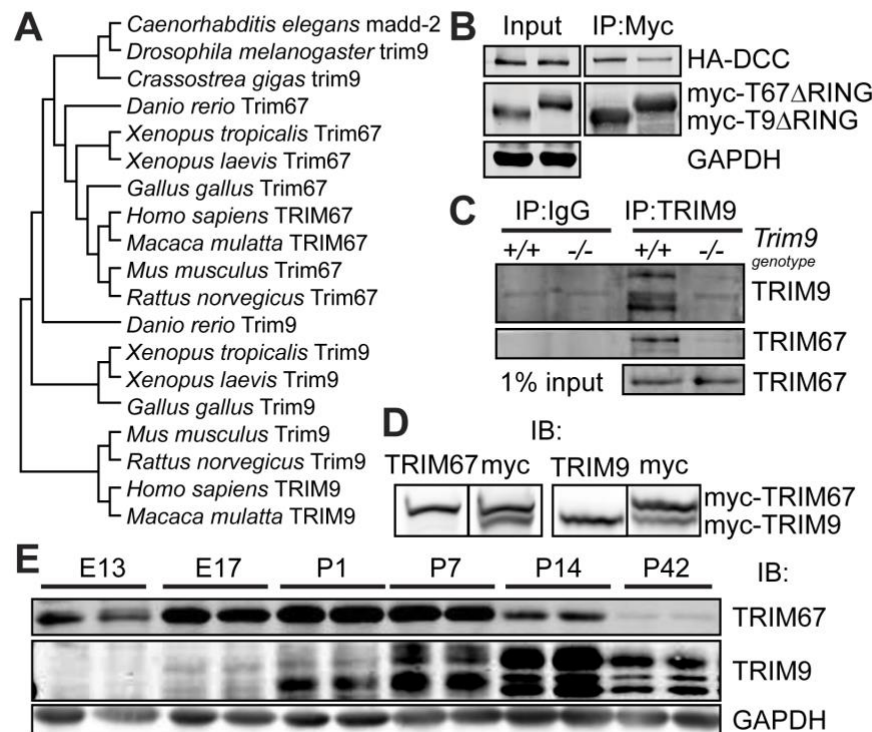 A
Caenorhabditis elegans madd-2
Drosophila melanogaster trim9
Crassostrea gigas trim9
Danio rerio Trim67
Xenopus tropicalis Trim67
Xenopus laevis Trim67
Gallus gallus Trim67
Homo sapiens TRIM67
Macaca mulatta TRIM67
Mus musculus Trim67
Rattus norvegicus Trim67
Danio rerio Trim9
Xenopus tropicalis Trim9
Xenopus laevis Trim9
Gallus gallus Trim9
Mus musculus Trim9
Rattus norvegicus Trim9
Homo sapiens TRIM9
Macaca mulatta TRIM9
B
Input IP:Myc
HA-DCC
myc-T67ΔRING
myc-T9ΔRING
GAPDH
C
IP:IgG IP:TRIM9
+/+ -/- +/+ -/- Trim9
genotype
TRIM9
TRIM67
1% input TRIM67
D
IB:
TRIM67 myc TRIM9 myc
myc-TRIM67
myc-TRIM9
E
E13 E17 P1 P7 P14 P42 IB:
TRIM67
TRIM9
GAPDH